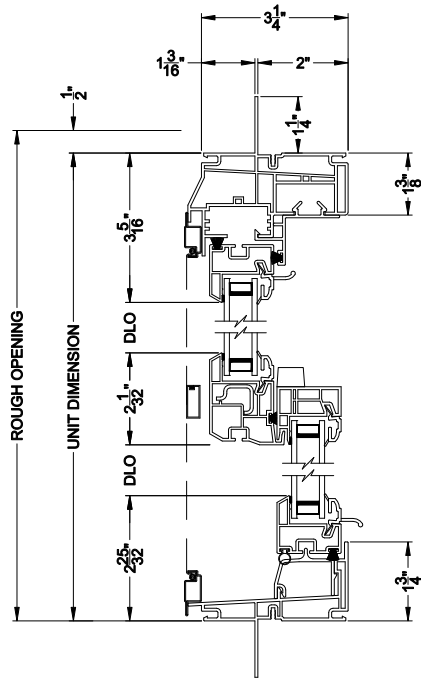 3 1/4"
1 3/16"
2"
1/2"
1 1/4"
1 3/8"
3 5/16"
DLO
ROUGH OPENING
UNIT DIMENSION
2 1/32"
DLO
2 25/32"
1 3/4"